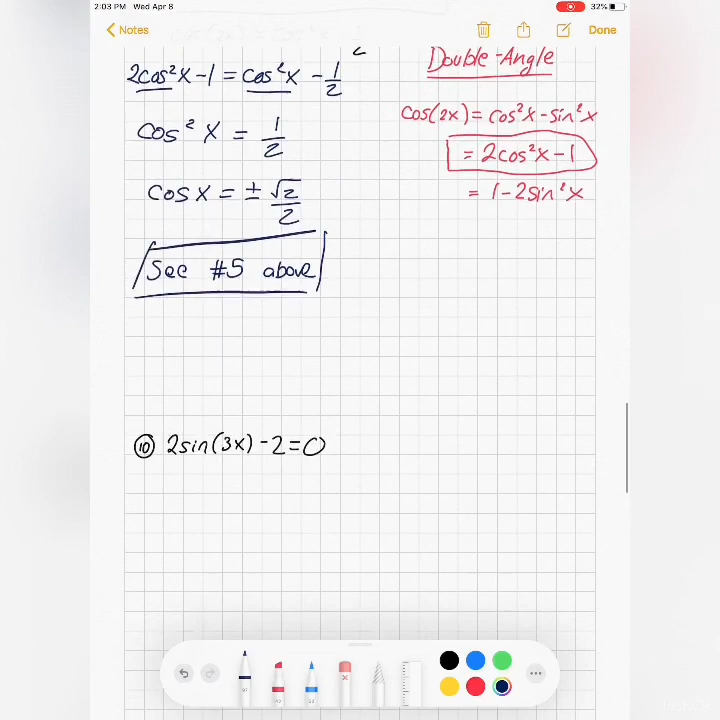 2:03 PM Wed Apr 8
32%
Notes
Done
Double-Angle
2cos²x-1 = cos²x - 1/2
cos²x = 1/2
cosx = ± √2/2
See #5 above
cos(2x) = cos²x - sin²x
= 2cos²x - 1
= 1 - 2sin²x
⑩ 2sin(3x) - 2 = 0